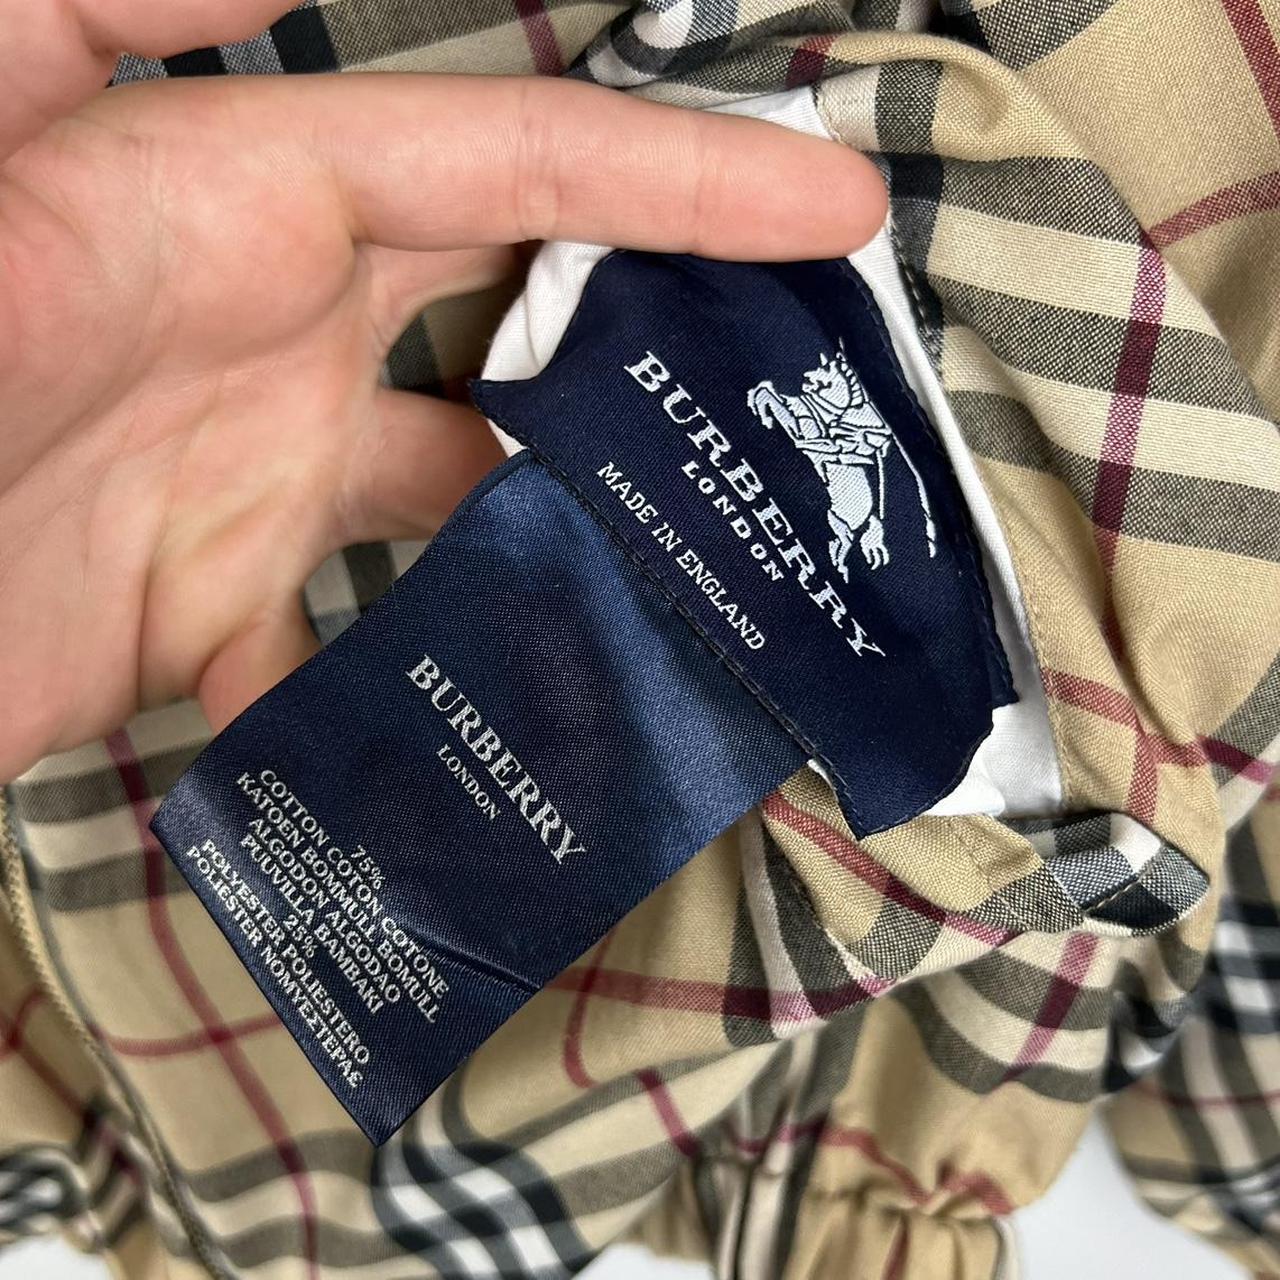 BURBERRY
LONDON
MADE IN ENGLAND
BURBERRY
LONDON
75%
COTTON COTON COTONE
KATOEN BOMMULD BOMULL
ALGODON ALGODAO
PUUVILLA BAMBAKI
25%
POLYESTER POLIESTERO
POLIESTER ΠΟΛΥΕΣΤΕΡΑΣ